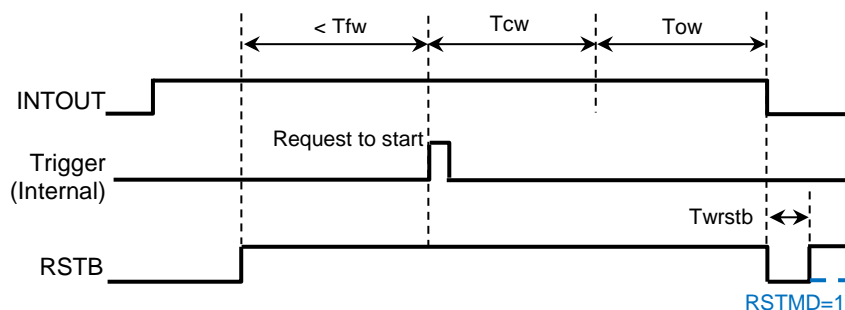 < Tfw
Tcw
Tow
INTOUT
Request to start
Trigger
(Internal)
Twrstb
RSTB
RSTMD=1